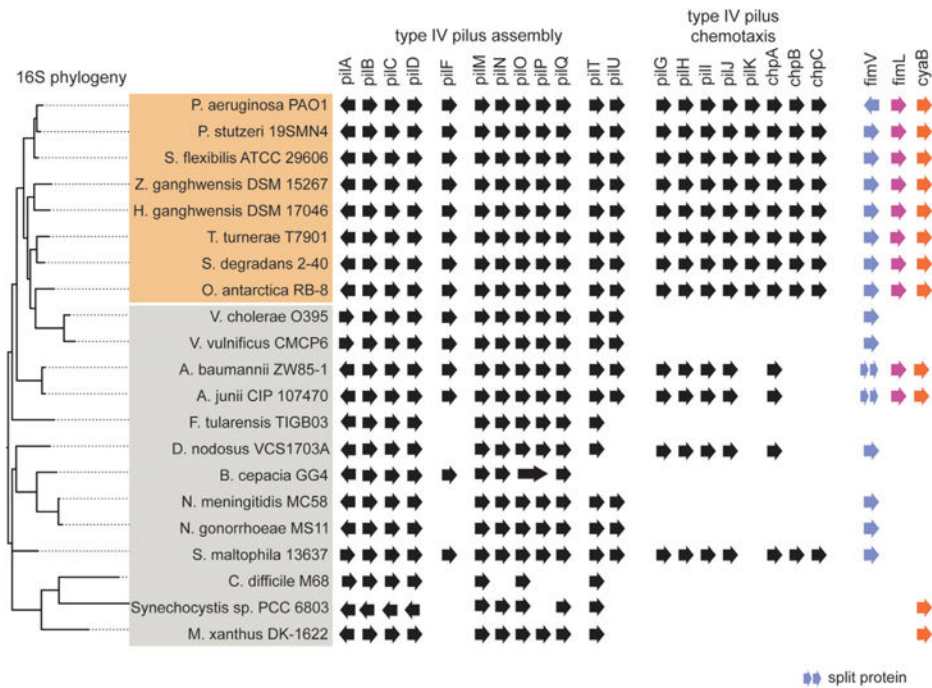 type IV pilus assembly
type IV pilus
chemotaxis
16S phylogeny
pilA pilB pilC pilD pilF pilM pilN pilO pilP pilQ pilT pilU pilG pilH pilI pilJ pilK chpA chpB chpC fimV fimL cyaB
P. aeruginosa PAO1
P. stutzeri 19SMN4
S. flexibilis ATCC 29606
Z. ganghwensis DSM 15267
H. ganghwensis DSM 17046
T. turnerae T7901
S. degradans 2-40
O. antarctica RB-8
V. cholerae O395
V. vulnificus CMCP6
A. baumannii ZW85-1
A. junii CIP 107470
F. tularensis TIGB03
D. nodosus VCS1703A
B. cepacia GG4
N. meningitidis MC58
N. gonorrhoeae MS11
S. maltophila 13637
C. difficile M68
Synechocystis sp. PCC 6803
M. xanthus DK-1622
split protein